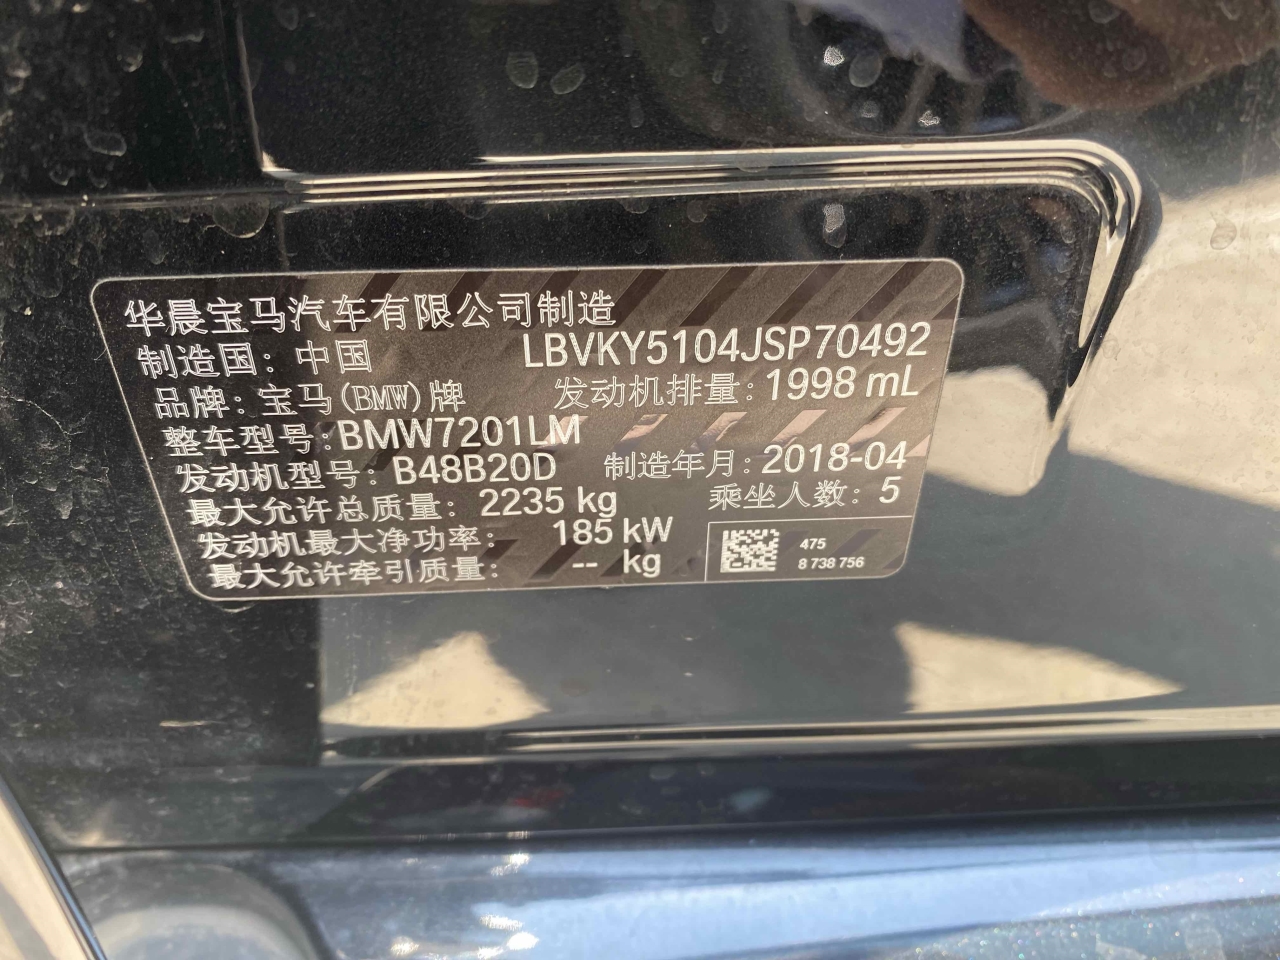 华晨宝马汽车有限公司制造
制造国：中国 LBVKY5104JSP70492
品牌：宝马(BMW)牌 发动机排量：1998 mL
整车型号：BMW7201LM
发动机型号：B48B20D 制造年月：2018-04
最大允许总质量：2235 kg 乘坐人数：5
发动机最大净功率： 185 kW
最大允许牵引质量： -- kg
475
8 738 756